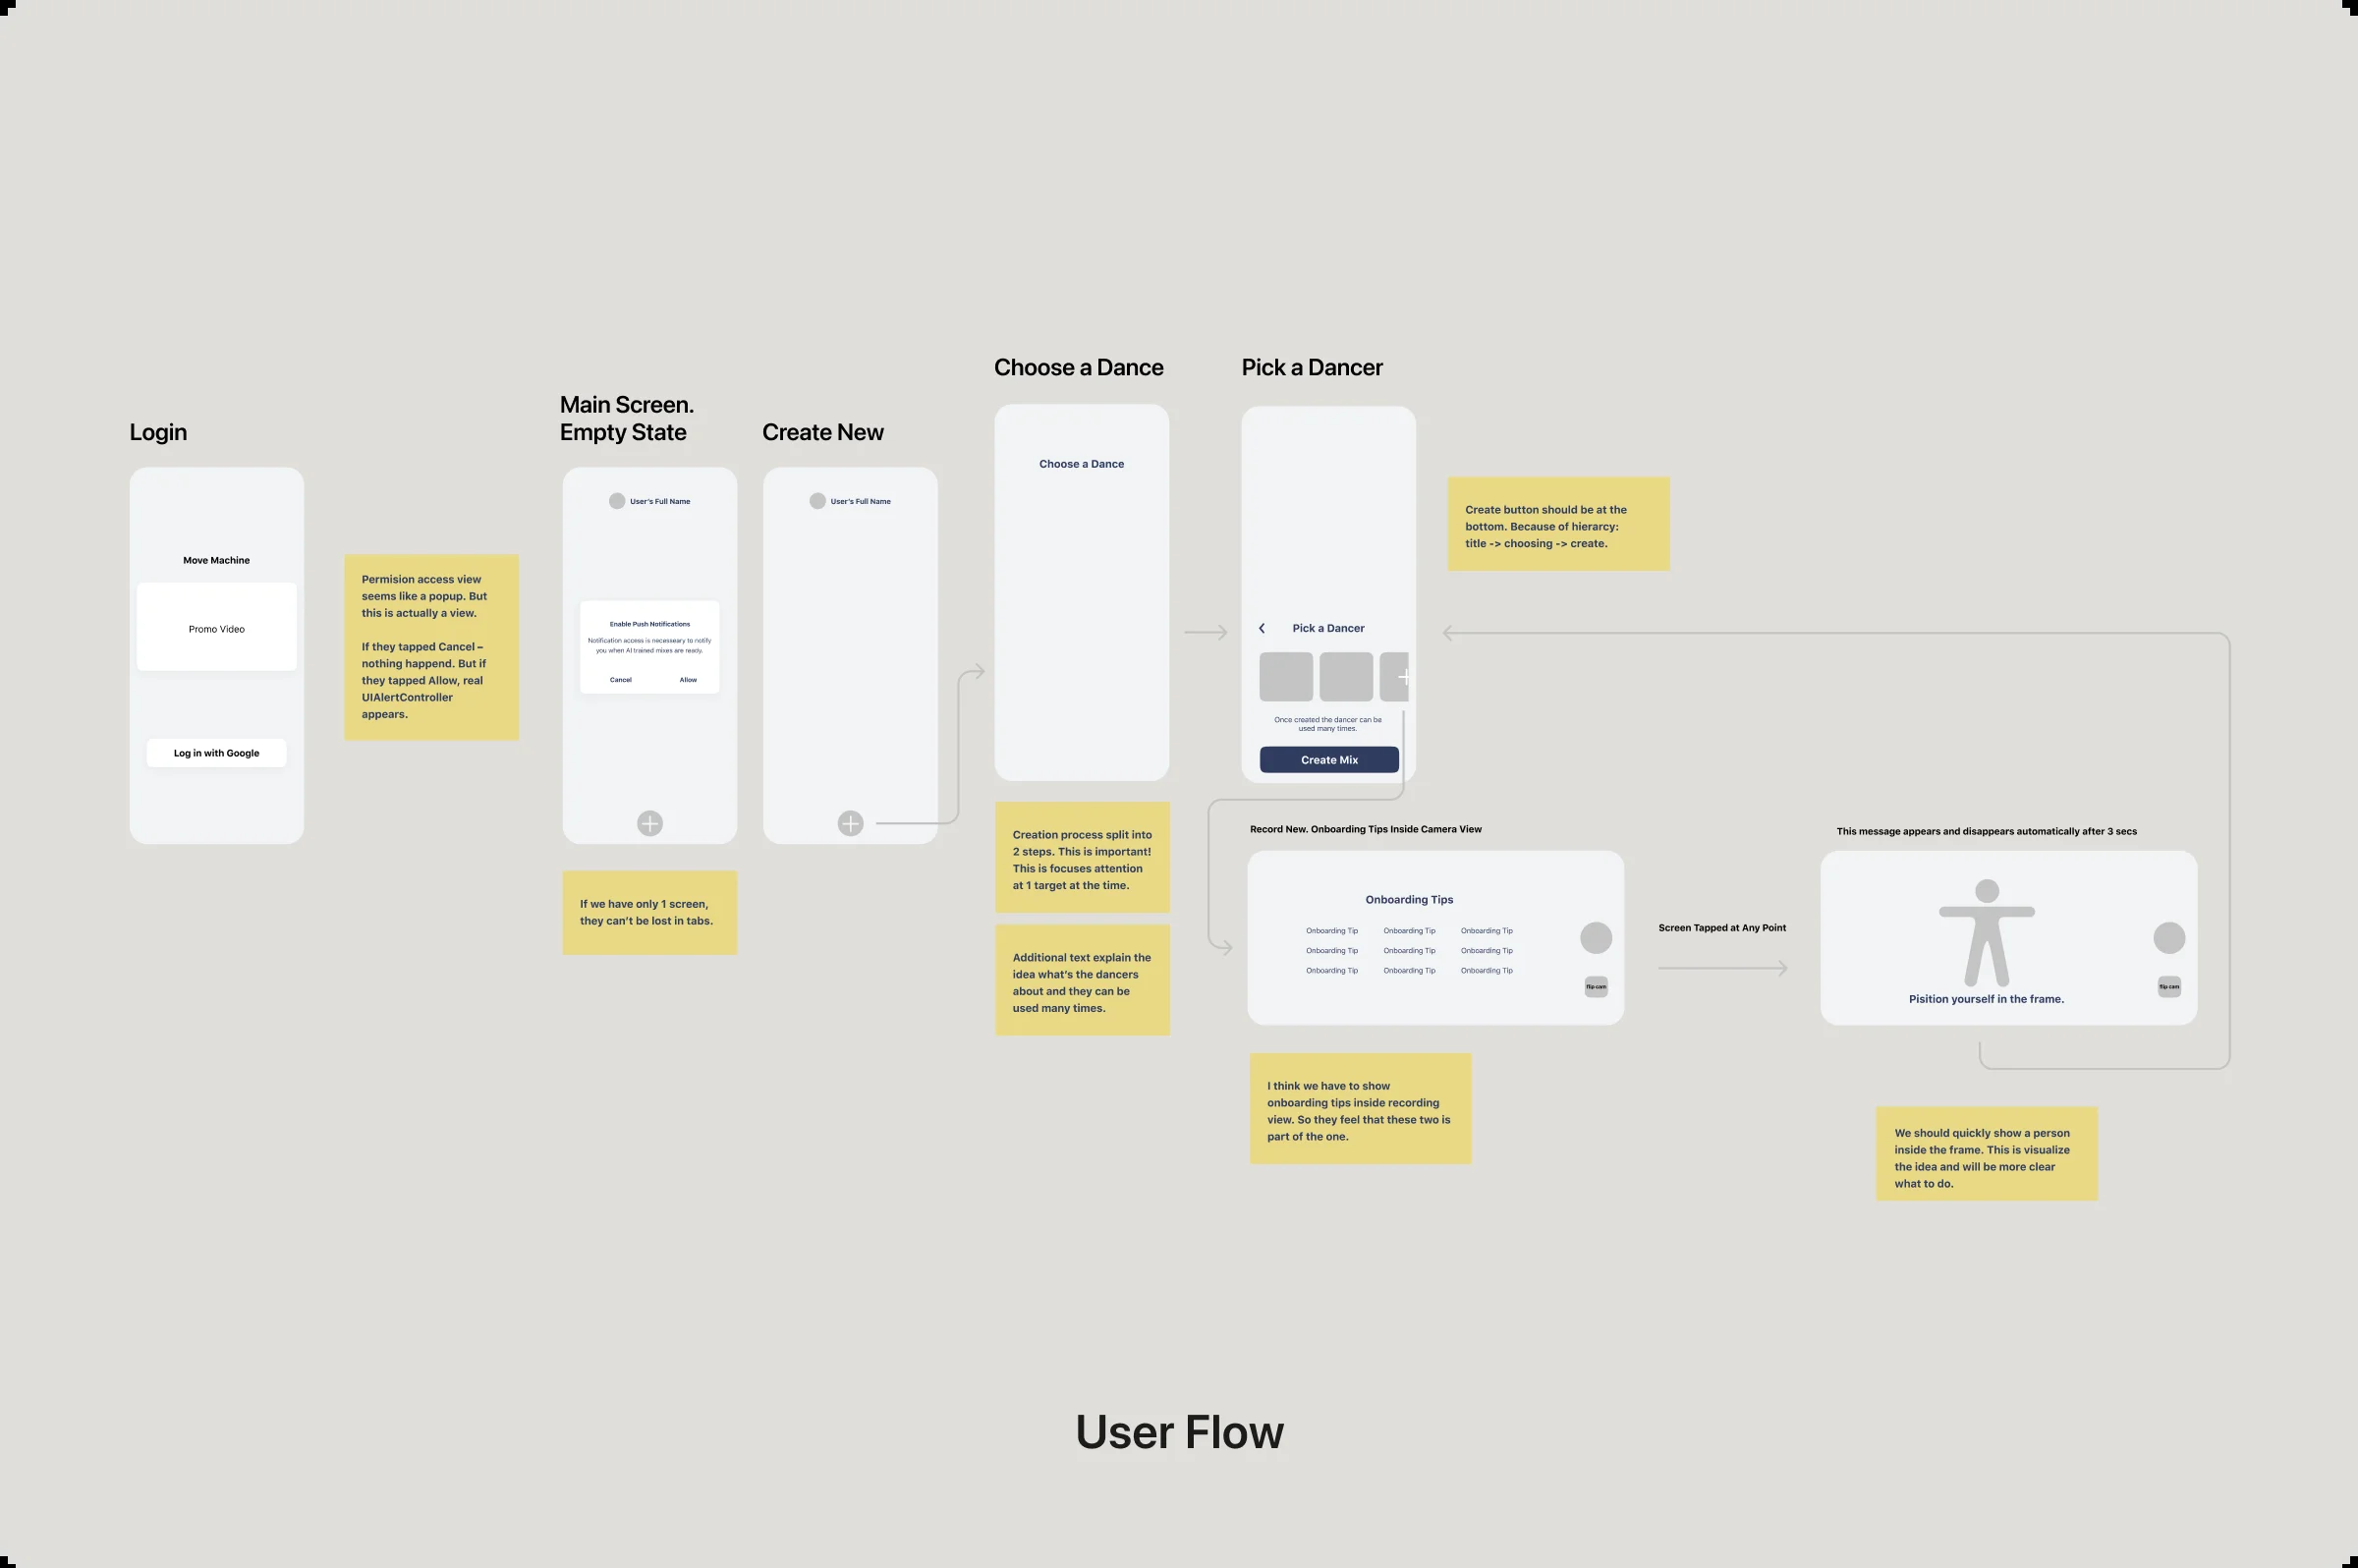 Login
Move Machine
Promo Video
Log in with Google
Permision access view
seems like a popup. But
this is actually a view.
If they tapped Cancel –
nothing happend. But if
they tapped Allow, real
UIAlertController
appears.
Main Screen.
Empty State
User's Full Name
Enable Push Notifications
Notification access is necesseary to notify
you when AI trained mixes are ready.
Cancel
Allow
If we have only 1 screen,
they can't be lost in tabs.
Create New
User's Full Name
Choose a Dance
Choose a Dance
Creation process split into
2 steps. This is important!
This is focuses attention
at 1 target at the time.
Additional text explain the
idea what's the dancers
about and they can be
used many times.
Pick a Dancer
Pick a Dancer
Once created the dancer can be
used many times.
Create Mix
Create button should be at the
bottom. Because of hierarcy:
title -> choosing -> create.
Record New. Onboarding Tips Inside Camera View
Onboarding Tips
Onboarding Tip Onboarding Tip Onboarding Tip
Onboarding Tip Onboarding Tip Onboarding Tip
Onboarding Tip Onboarding Tip Onboarding Tip
flip cam
I think we have to show
onboarding tips inside recording
view. So they feel that these two is
part of the one.
Screen Tapped at Any Point
This message appears and disappears automatically after 3 secs
Pisition yourself in the frame.
flip cam
We should quickly show a person
inside the frame. This is visualize
the idea and will be more clear
what to do.
User Flow